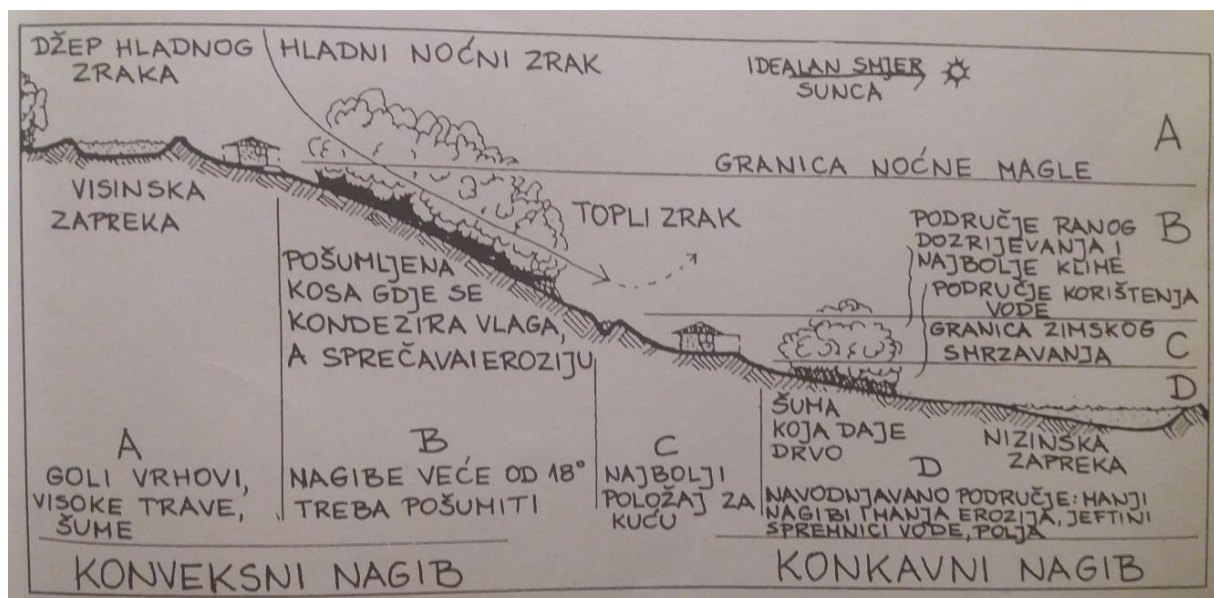 DŽEP HLADNOG
ZRAKA
HLADNI NOĆNI ZRAK
IDEALAN SMJER
SUNCA
A
GRANICA NOĆNE MAGLE
VISINSKA
ZAPREKA
TOPLI ZRAK
PODRUČJE RANOG
DOZRIJEVANJA I
NAJBOLJE KLIME
B
POŠUMLJENA
KOSA GDJE SE
KONDEZIRA VLAGA,
A SPREČAVA I EROZIJU
PODRUČJE KORIŠTENJA
VODE
GRANICA ZIMSKOG
SMRZAVANJA
C
D
ŠUMA
KOJA DAJE
DRVO
NIZINSKA
ZAPREKA
A
GOLI VRHOVI,
VISOKE TRAVE,
ŠUME
B
NAGIBE VEĆE OD 18°
TREBA POŠUMITI
C
NAJBOLJI
POLOŽAJ ZA
KUĆU
D
NAVODNJAVANO PODRUČJE: MANJI
NAGIBI I MANJA EROZIJA, JEFTINI
SPREMNICI VODE, POLJA
KONVEKSNI NAGIB
KONKAVNI NAGIB